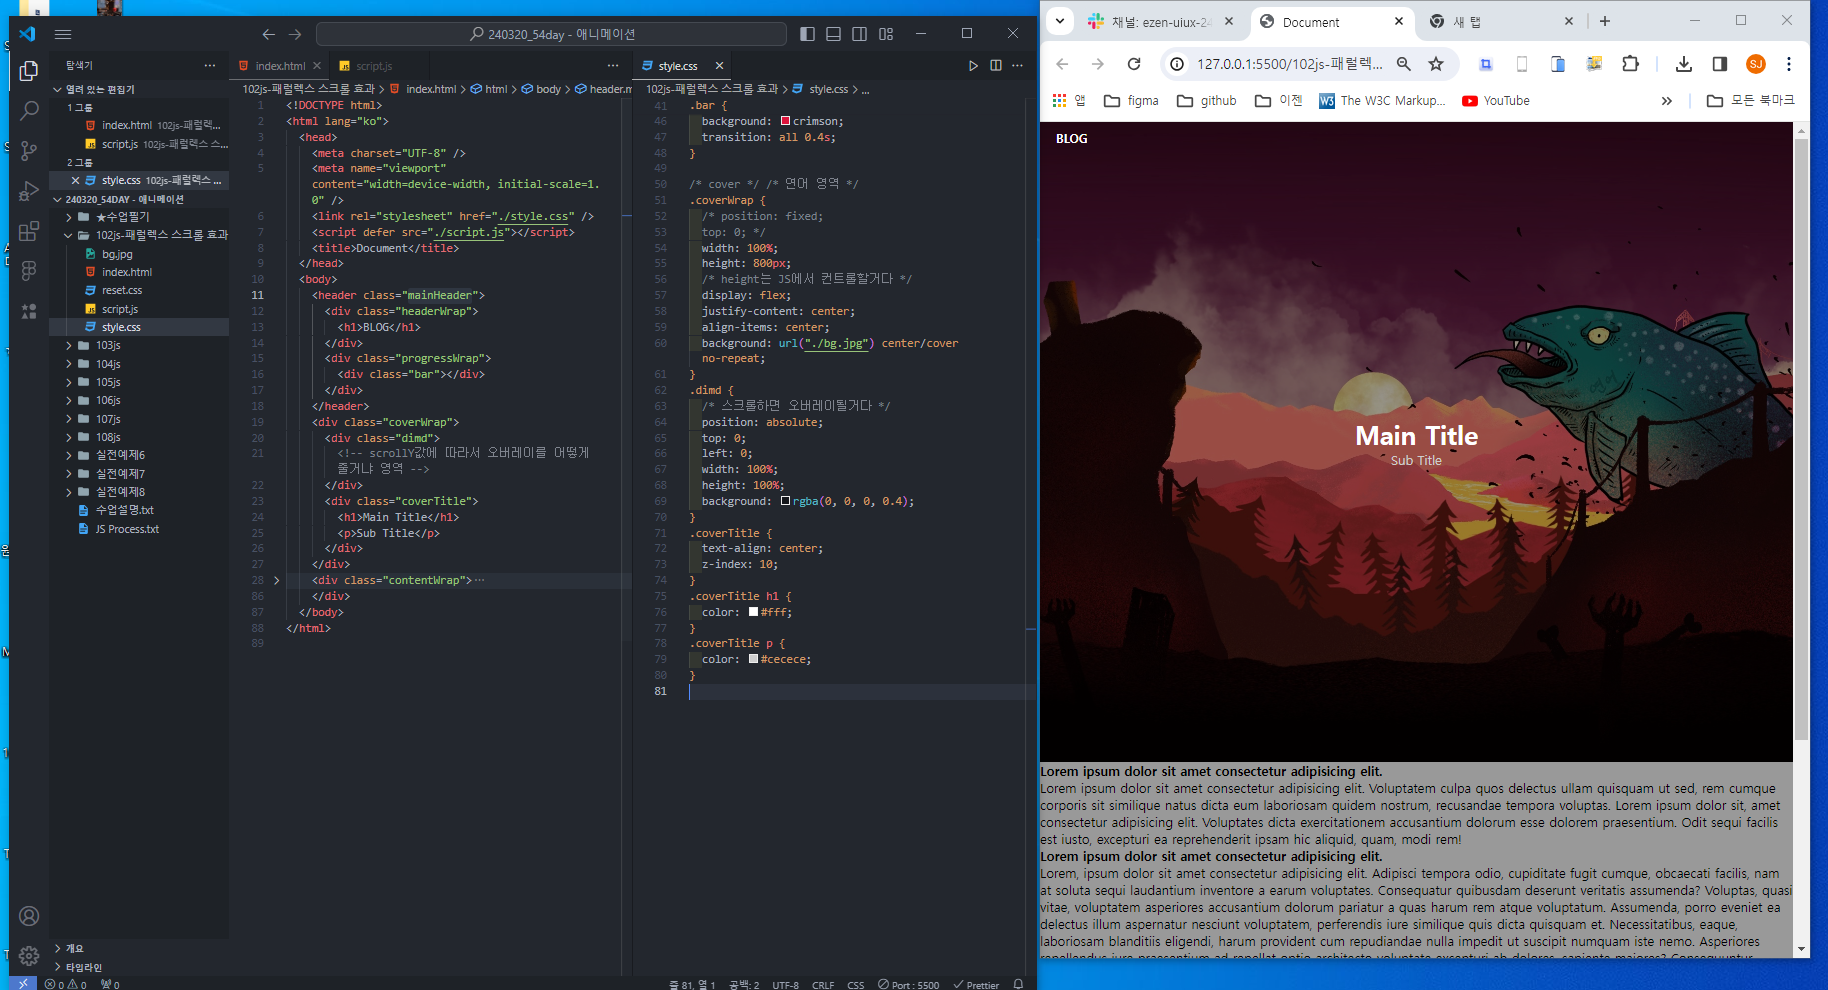 240320_54day - 애니메이션
탐색기
열려 있는 편집기
1 그룹
index.html 102js-패럴렉...
script.js 102js-패럴렉스 스...
2 그룹
style.css 102js-패럴렉스 ...
240320_54DAY - 애니메이션
★수업필기
102js-패럴렉스 스크롤 효과
bg.jpg
index.html
reset.css
script.js
style.css
103js
104js
105js
106js
107js
108js
실전예제6
실전예제7
실전예제8
수업설명.txt
JS Process.txt
개요
타임라인
index.html
script.js
102js-패럴렉스 스크롤 효과 > index.html > html > body > header.m
1 <!DOCTYPE html>
2 <html lang="ko">
3 <head>
4 <meta charset="UTF-8" />
5 <meta name="viewport"
content="width=device-width, initial-scale=1.
0" />
6 <link rel="stylesheet" href="./style.css" />
7 <script defer src="./script.js"></script>
8 <title>Document</title>
9 </head>
10 <body>
11 <header class="mainHeader">
12 <div class="headerWrap">
13 <h1>BLOG</h1>
14 </div>
15 <div class="progressWrap">
16 <div class="bar"></div>
17 </div>
18 </header>
19 <div class="coverWrap">
20 <div class="dimd">
21 <!-- scrollY값에 따라서 오버레이를 어떻게
줄거냐 영역 -->
22 </div>
23 <div class="coverTitle">
24 <h1>Main Title</h1>
25 <p>Sub Title</p>
26 </div>
27 </div>
28 <div class="contentWrap">...
86 </div>
87 </body>
88 </html>
89
style.css
102js-패럴렉스 스크롤 효과 > style.css > ...
41 .bar {
46 background: crimson;
47 transition: all 0.4s;
48 }
49
50 /* cover */ /* 연어 영역 */
51 .coverWrap {
52 /* position: fixed;
53 top: 0; */
54 width: 100%;
55 height: 800px;
56 /* height는 JS에서 컨트롤할거다 */
57 display: flex;
58 justify-content: center;
59 align-items: center;
60 background: url("./bg.jpg") center/cover
no-repeat;
61 }
62 .dimd {
63 /* 스크롤하면 오버레이될거다 */
64 position: absolute;
65 top: 0;
66 left: 0;
67 width: 100%;
68 height: 100%;
69 background: rgba(0, 0, 0, 0.4);
70 }
71 .coverTitle {
72 text-align: center;
73 z-index: 10;
74 }
75 .coverTitle h1 {
76 color: #fff;
77 }
78 .coverTitle p {
79 color: #cecece;
80 }
81
0 0 0 줄 81, 열 1 공백: 2 UTF-8 CRLF CSS Port : 5500 Prettier
채널: ezen-uiux-24
Document
새 탭
127.0.0.1:5500/102js-패럴렉...
SJ
앱 figma github 이젠 The W3C Markup... YouTube » 모든 북마크
BLOG
Main Title
Sub Title
Lorem ipsum dolor sit amet consectetur adipisicing elit.
Lorem ipsum dolor sit amet consectetur adipisicing elit. Voluptatem culpa quos delectus ullam quisquam ut sed, rem cumque
corporis sit similique natus dicta eum laboriosam quidem nostrum, recusandae tempora voluptas. Lorem ipsum dolor sit, amet
consectetur adipisicing elit. Voluptates dicta exercitationem accusantium dolorum esse dolorem praesentium. Odit sequi facilis
est iusto, excepturi ea reprehenderit ipsam hic aliquid, quam, modi rem!
Lorem ipsum dolor sit amet consectetur adipisicing elit.
Lorem, ipsum dolor sit amet consectetur adipisicing elit. Adipisci tempora odio, cupiditate fugit cumque, obcaecati facilis, nam
at soluta sequi laudantium inventore a earum voluptates. Consequatur quibusdam deserunt veritatis assumenda? Voluptas, quasi
vitae, voluptatem asperiores accusantium dolorum pariatur a quas harum rem atque voluptatum. Assumenda, porro eveniet ea
delectus illum aspernatur nesciunt voluptatem, perferendis iure similique quis dicta quisquam et. Necessitatibus, eaque,
laboriosam blanditiis eligendi, harum provident cum repudiandae nulla impedit ut suscipit numquam iste nemo. Asperiores
repellendus iure praesentium ad repellat optio architecto voluptate excepturi ab dolores, sapiente maiores? Consequuntur